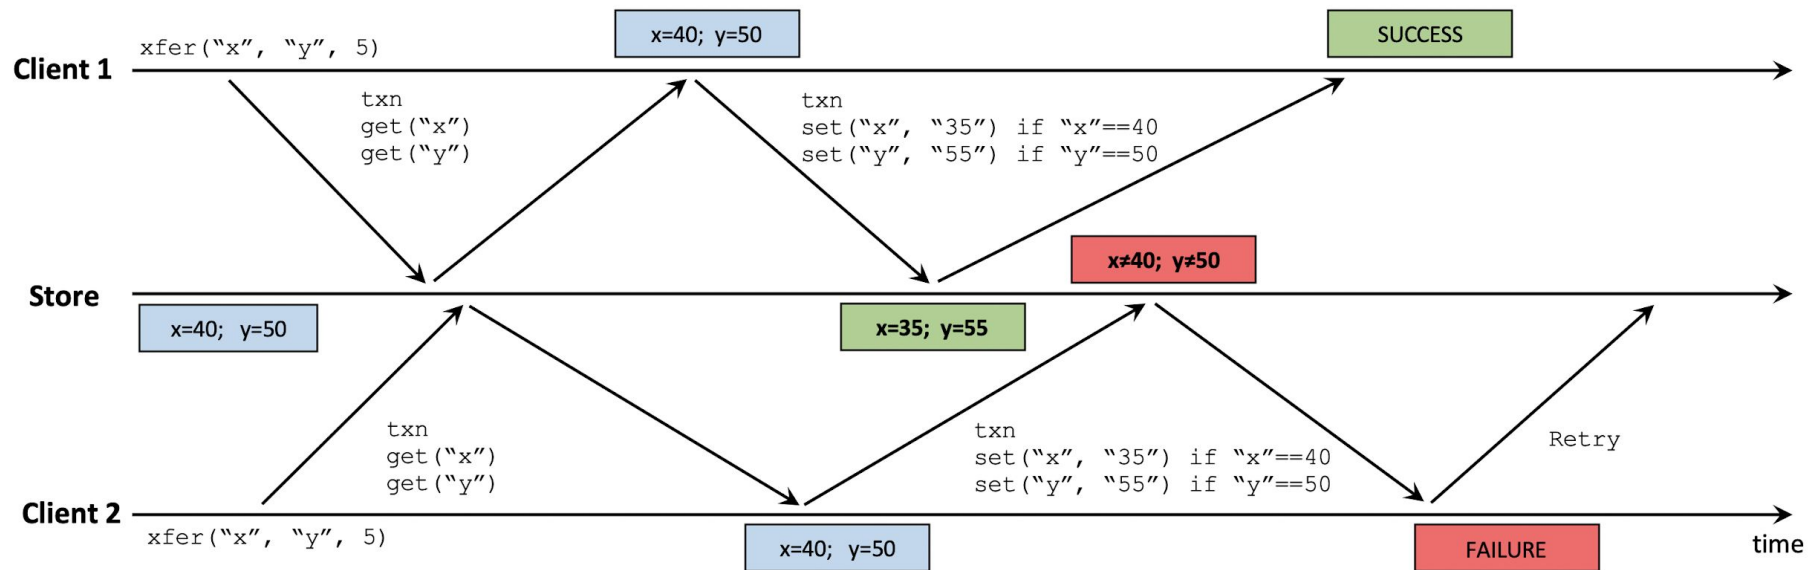 xfer(“x”, “y”, 5)
x=40; y=50
SUCCESS
Client 1
txn
get(“x”)
get(“y”)
txn
set(“x”, “35”) if “x”==40
set(“y”, “55”) if “y”==50
x≠40; y≠50
Store
x=40; y=50
x=35; y=55
txn
get(“x”)
get(“y”)
txn
set(“x”, “35”) if “x”==40
set(“y”, “55”) if “y”==50
Retry
Client 2
xfer(“x”, “y”, 5)
x=40; y=50
FAILURE
time